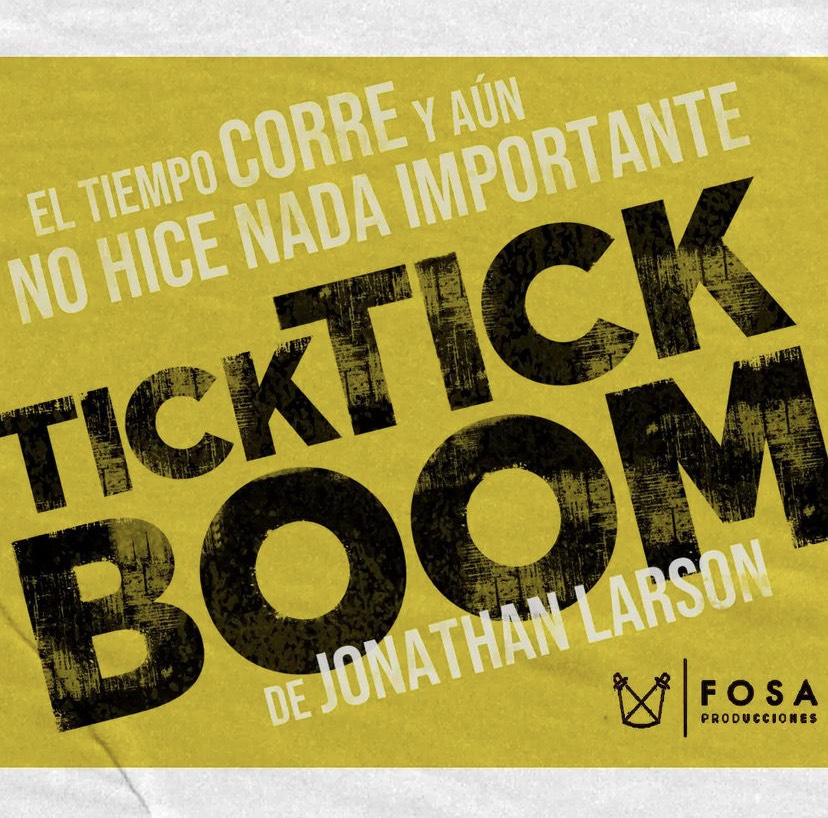 EL TIEMPO CORRE Y AÚN
NO HICE NADA IMPORTANTE
TICK TICK
BOOM
DE JONATHAN LARSON
FOSA
PRODUCCIONES